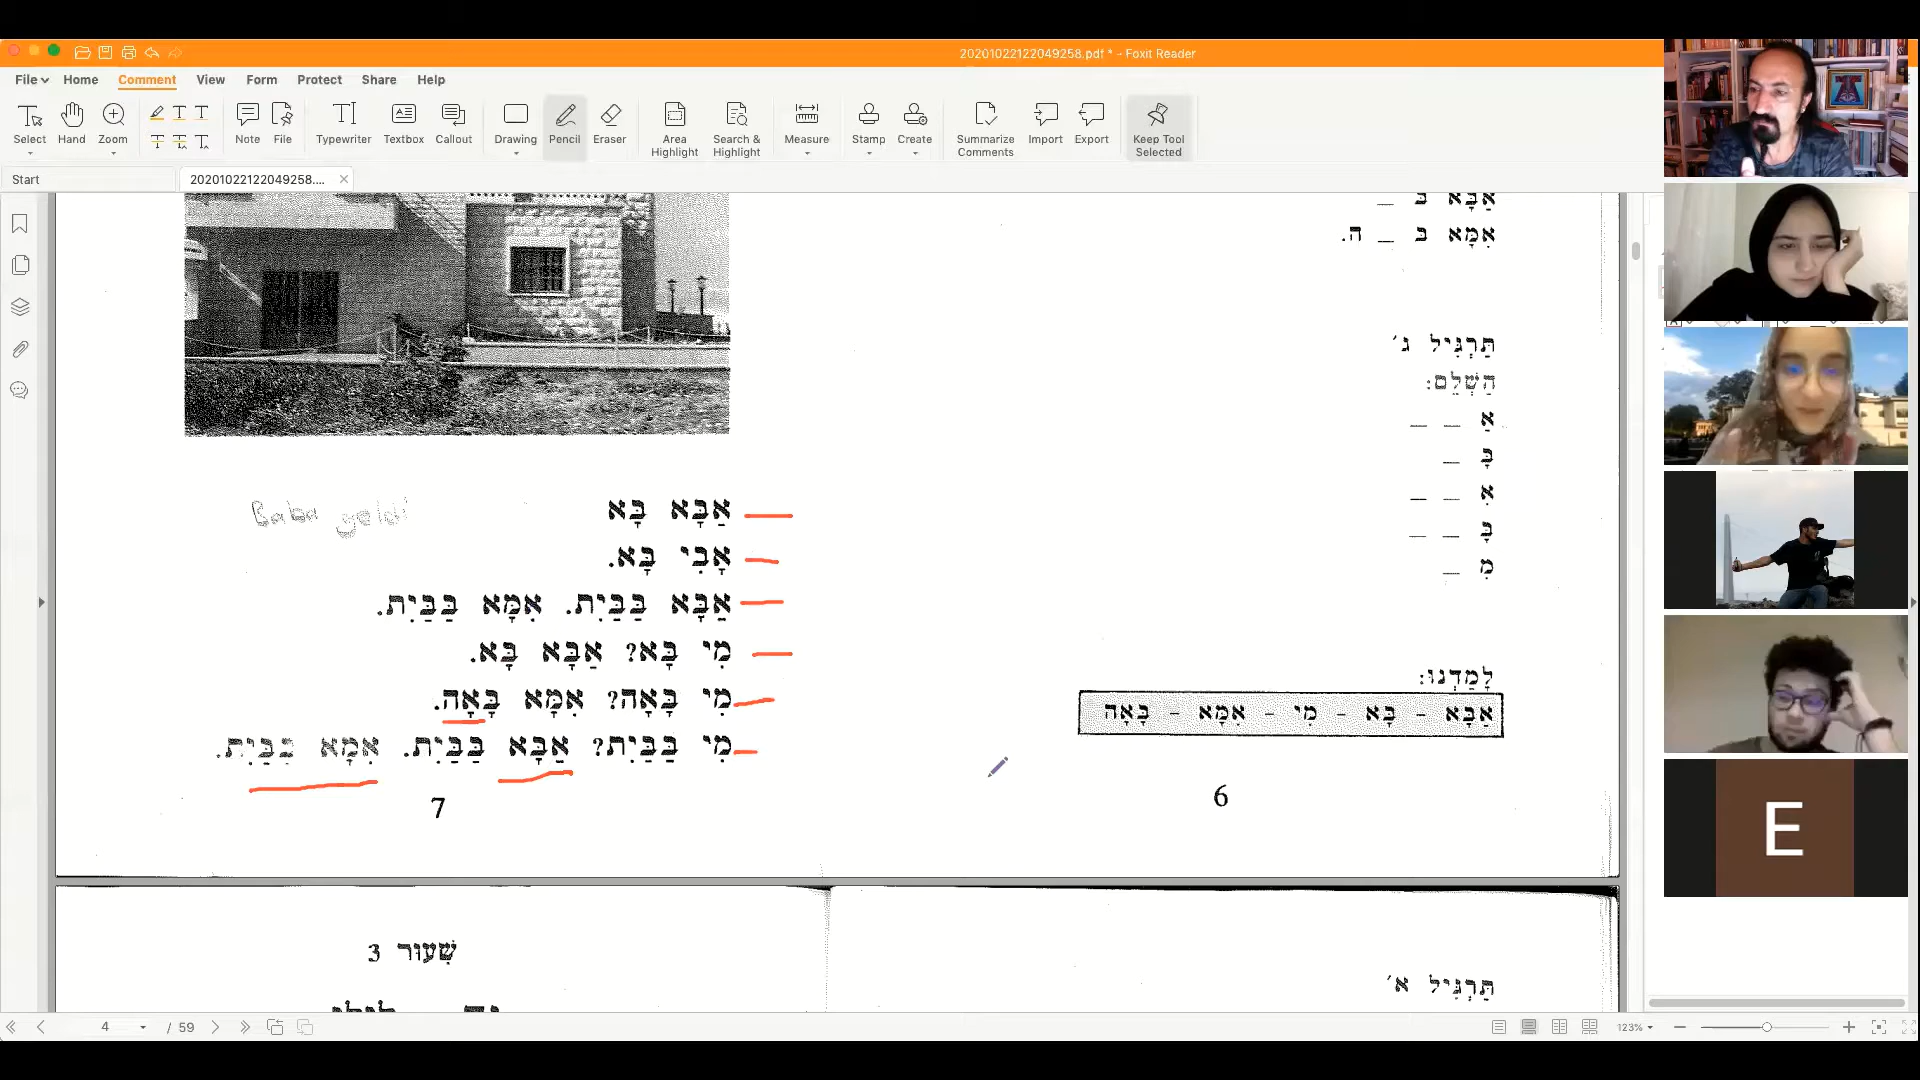 20201022122049258.pdf * - Foxit Reader
File Home Comment View Form Protect Share Help
Select Hand Zoom Note File Typewriter Textbox Callout Drawing Pencil Eraser Area Highlight Search & Highlight Measure Stamp Create Summarize Comments Import Export Keep Tool Selected
Start
20201022122049258....
אַבָּא בּ _
אִמָּא בּ _ ה.
תַּרְגִּיל ג׳
הַשְׁלֵם:
אַ _ _
בָּ _
אִ _ _
בָּ _ _
מִ _
לָמַדְנוּ:
אַבָּא - בָּא - מִי - אִמָּא - בָּאָה
6
Baba geldi
אַבָּא בָּא
אָבִי בָּא.
אַבָּא בַּבַּיִת. אִמָּא בַּבַּיִת.
מִי בָּא? אַבָּא בָּא.
מִי בָּאָה? אִמָּא בָּאָה.
מִי בַּבַּיִת? אַבָּא בַּבַּיִת. אִמָּא בַּבַּיִת.
7
שִׁעוּר 3
תַּרְגִּיל א׳
E
4 / 59
123%